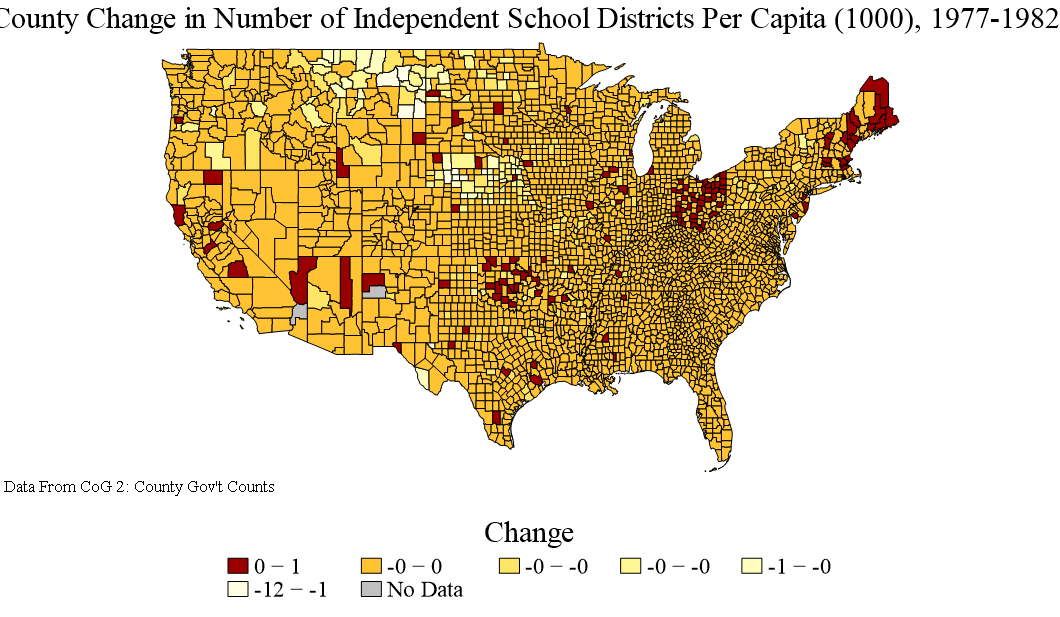 County Change in Number of Independent School Districts Per Capita (1000), 1977-1982
Data From CoG 2: County Gov't Counts
Change
0 − 1
-0 − 0
-0 − -0
-0 − -0
-1 − -0
-12 − -1
No Data